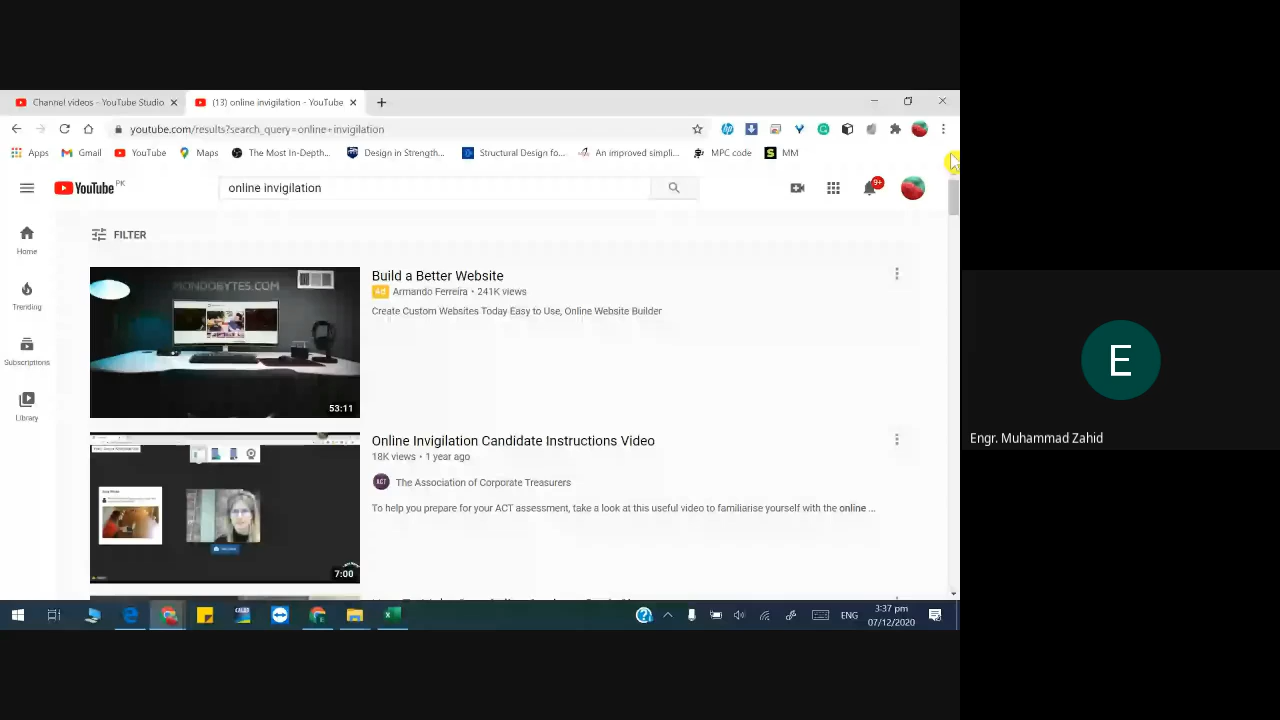 Channel videos - YouTube Studio
(13) online invigilation - YouTube
youtube.com/results?search_query=online+invigilation
Apps
Gmail
YouTube
Maps
The Most In-Depth...
Design in Strength...
Structural Design fo...
An improved simpli...
MPC code
MM
YouTube PK
online invigilation
9+
Home
Trending
Subscriptions
Library
FILTER
MONDOBYTES.COM
53:11
Build a Better Website
Ad Armando Ferreira • 241K views
Create Custom Websites Today Easy to Use, Online Website Builder
7:00
Online Invigilation Candidate Instructions Video
18K views • 1 year ago
ACT The Association of Corporate Treasurers
To help you prepare for your ACT assessment, take a look at this useful video to familiarise yourself with the online ...
E
Engr. Muhammad Zahid
ENG
3:37 pm
07/12/2020